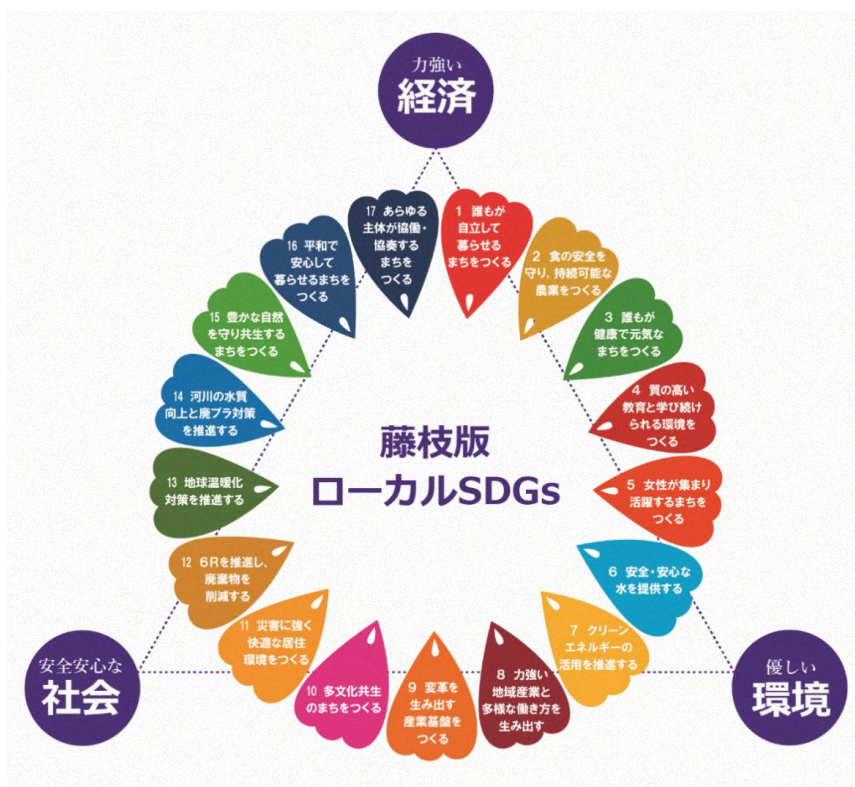 力強い
経済
1 誰もが
自立して
暮らせる
まちをつくる
2 食の安全を
守り、持続可能な
農業をつくる
3 誰もが
健康で元気な
まちをつくる
4 質の高い
教育と学び続け
られる環境を
つくる
5 女性が集まり
活躍するまちを
つくる
6 安全・安心な
水を提供する
7 クリーン
エネルギーの
活用を推進する
8 力強い
地域産業と
多様な働き方を
生み出す
9 変革を
生み出す
産業基盤を
つくる
10 多文化共生
のまちをつくる
11 災害に強く
快適な居住
環境をつくる
12 6Rを推進し、
廃棄物を
削減する
13 地球温暖化
対策を推進する
14 河川の水質
向上と廃プラ対策
を推進する
15 豊かな自然
を守り共生する
まちをつくる
16 平和で
安心して
暮らせるまちを
つくる
17 あらゆる
主体が協働・
協奏する
まちを
つくる
藤枝版
ローカルSDGs
安全安心な
社会
優しい
環境